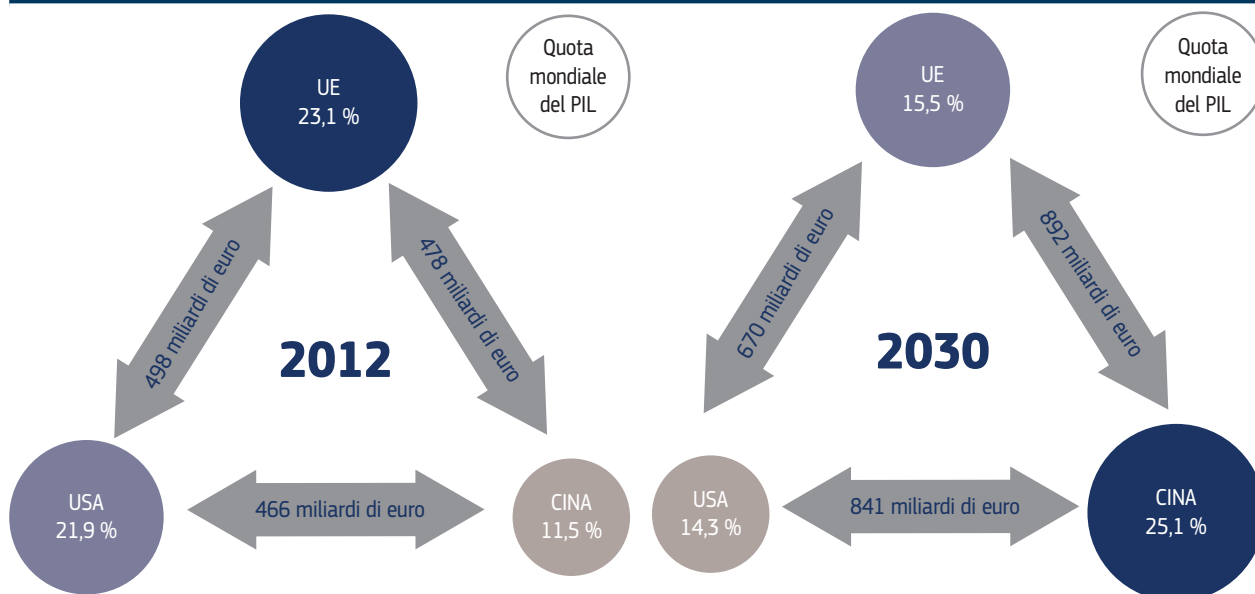 UE
23,1 %
Quota
mondiale
del PIL
498 miliardi di euro
478 miliardi di euro
2012
USA
21,9 %
466 miliardi di euro
CINA
11,5 %
UE
15,5 %
Quota
mondiale
del PIL
670 miliardi di euro
892 miliardi di euro
2030
USA
14,3 %
841 miliardi di euro
CINA
25,1 %